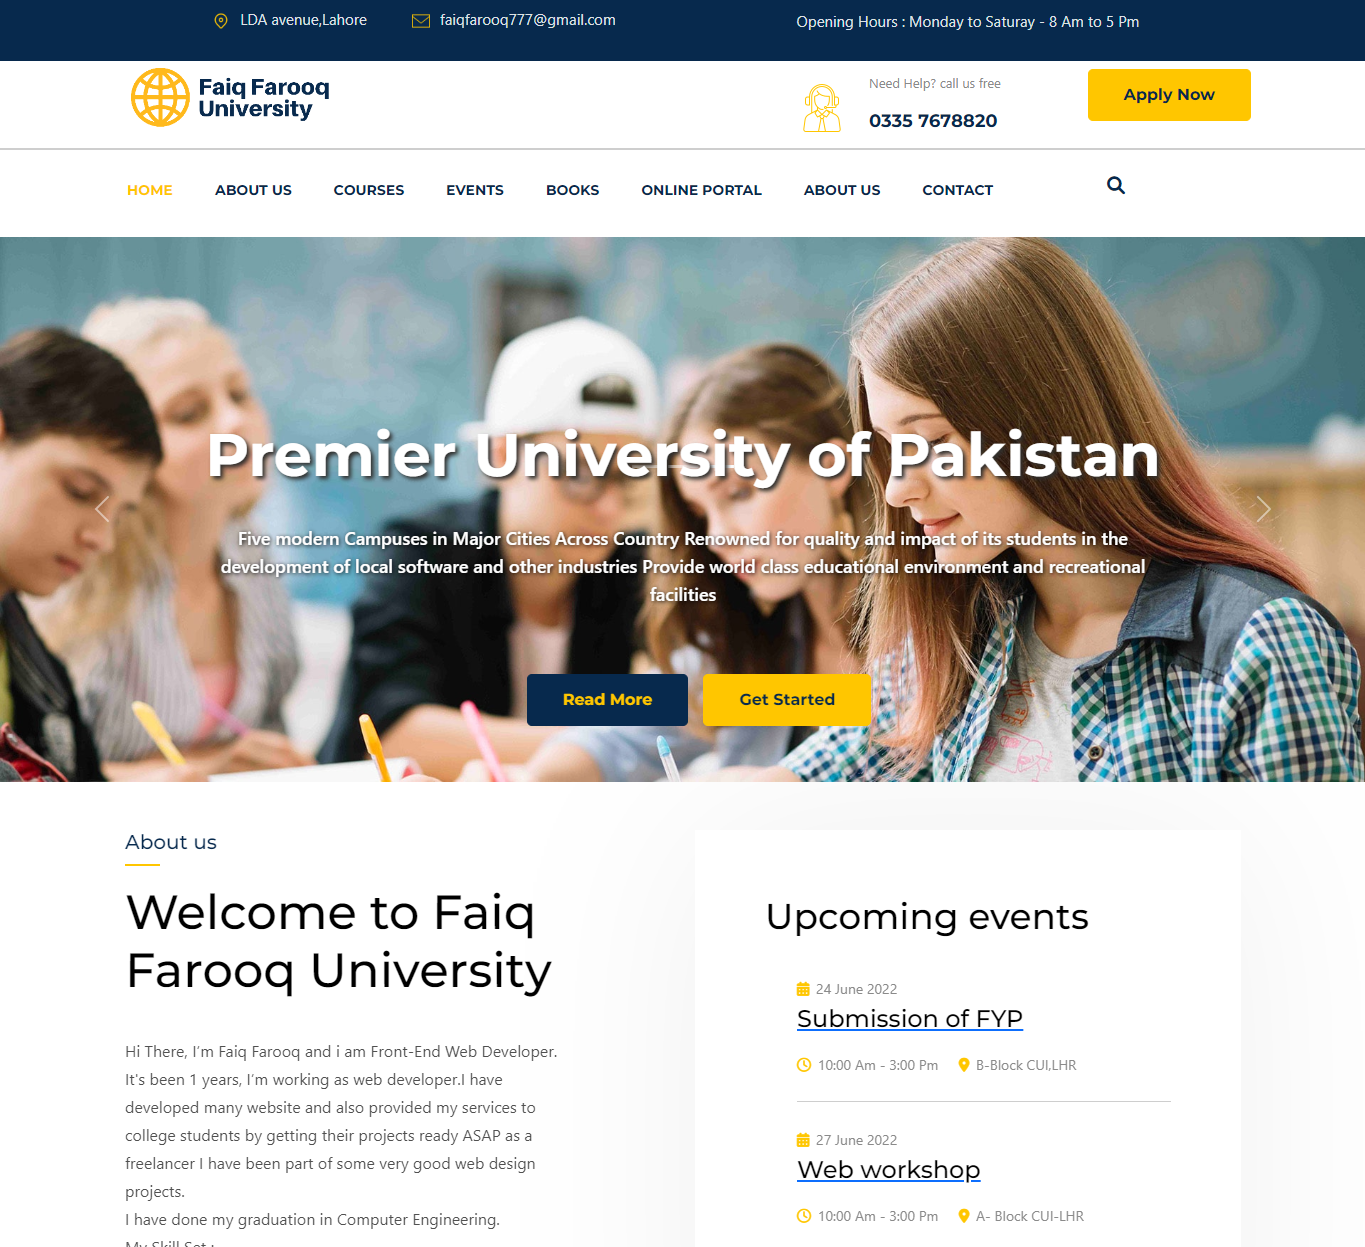 LDA avenue,Lahore
faiqfarooq777@gmail.com
Opening Hours : Monday to Saturay - 8 Am to 5 Pm
Faiq Farooq
University
Need Help? call us free
0335 7678820
Apply Now
HOME
ABOUT US
COURSES
EVENTS
BOOKS
ONLINE PORTAL
ABOUT US
CONTACT
Premier University of Pakistan
Five modern Campuses in Major Cities Across Country Renowned for quality and impact of its students in the
development of local software and other industries Provide world class educational environment and recreational
facilities
Read More
Get Started
About us
Welcome to Faiq
Farooq University
Hi There, I'm Faiq Farooq and i am Front-End Web Developer.
It's been 1 years, I'm working as web developer.I have
developed many website and also provided my services to
college students by getting their projects ready ASAP as a
freelancer I have been part of some very good web design
projects.
I have done my graduation in Computer Engineering.
My Skill Set :
Upcoming events
24 June 2022
Submission of FYP
10:00 Am - 3:00 Pm
B-Block CUI,LHR
27 June 2022
Web workshop
10:00 Am - 3:00 Pm
A- Block CUI-LHR